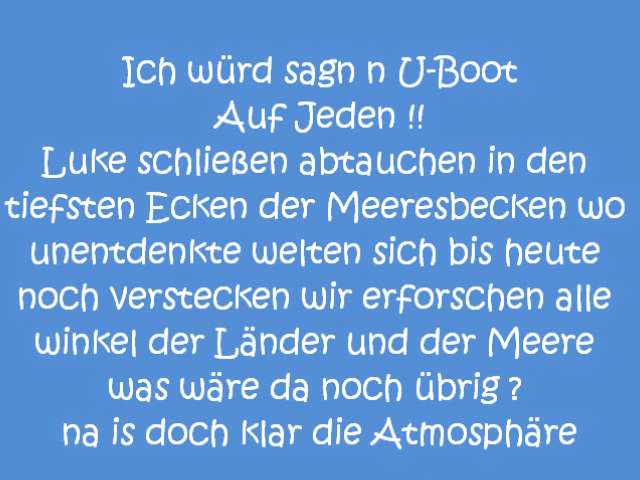 Ich würd sagn n U-Boot
Auf Jeden !!
Luke schließen abtauchen in den
tiefsten Ecken der Meeresbecken wo
unentdenkte welten sich bis heute
noch verstecken wir erforschen alle
winkel der Länder und der Meere
was wäre da noch übrig ?
na is doch klar die Atmosphäre